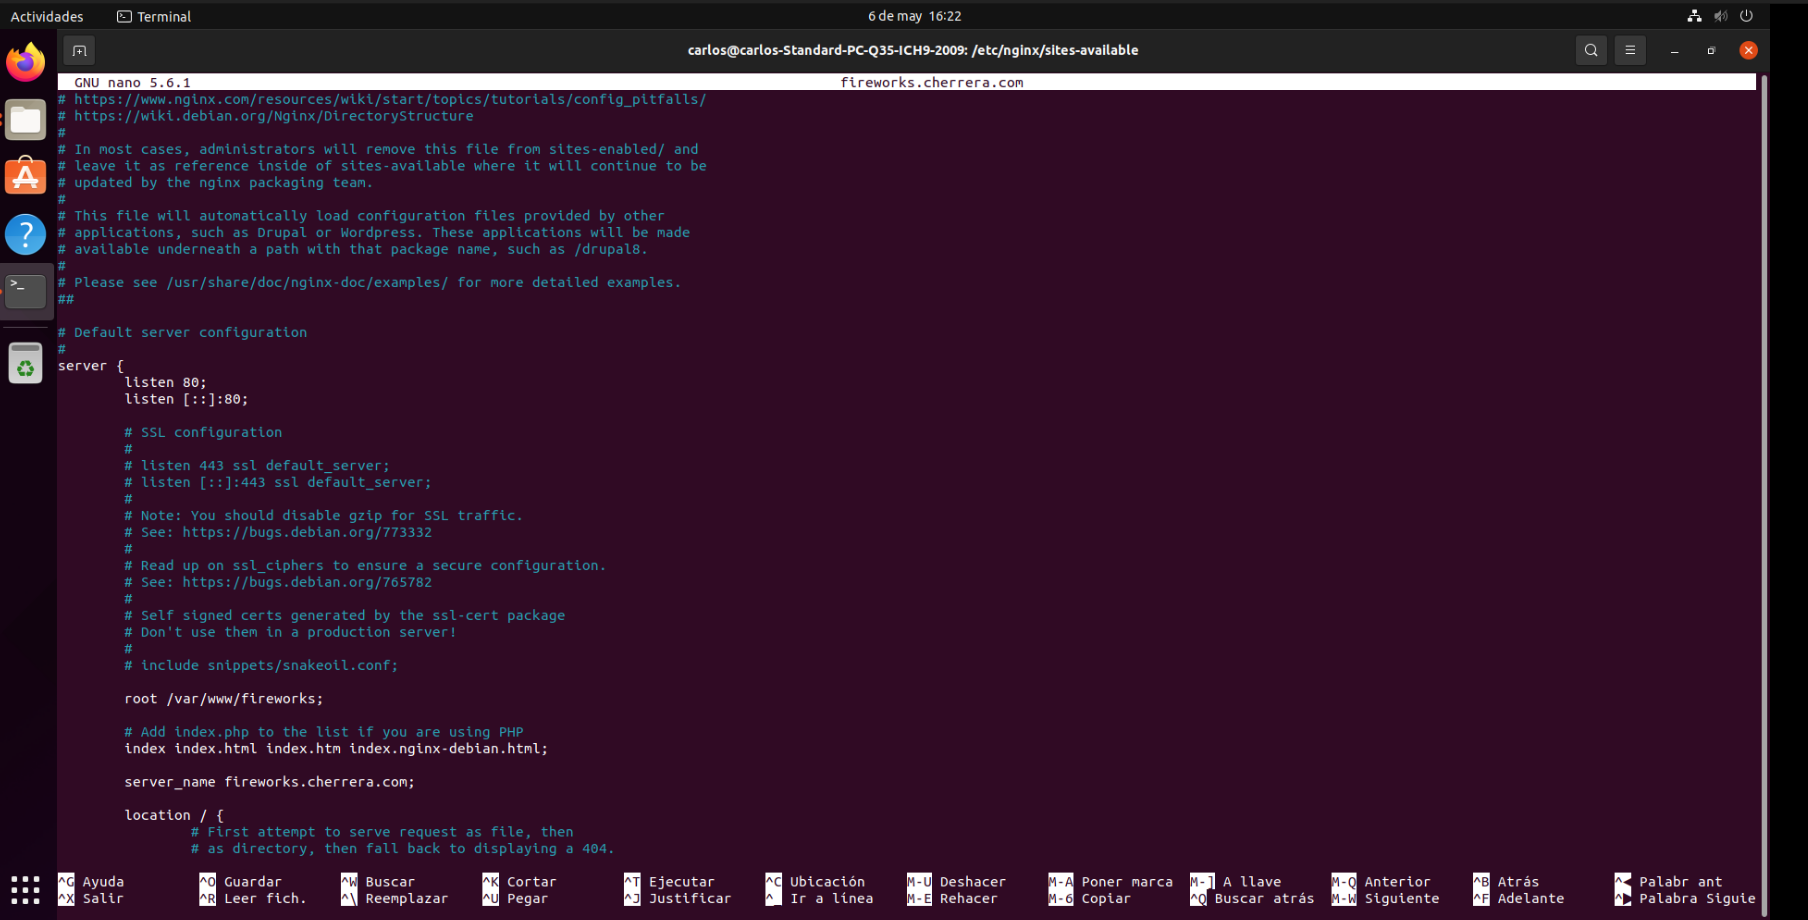 Actividades Terminal 6 de may 16:22
carlos@carlos-Standard-PC-Q35-ICH9-2009: /etc/nginx/sites-available
GNU nano 5.6.1 fireworks.cherrera.com
# https://www.nginx.com/resources/wiki/start/topics/tutorials/config_pitfalls/
# https://wiki.debian.org/Nginx/DirectoryStructure
#
# In most cases, administrators will remove this file from sites-enabled/ and
# leave it as reference inside of sites-available where it will continue to be
# updated by the nginx packaging team.
#
# This file will automatically load configuration files provided by other
# applications, such as Drupal or Wordpress. These applications will be made
# available underneath a path with that package name, such as /drupal8.
#
# Please see /usr/share/doc/nginx-doc/examples/ for more detailed examples.
##
# Default server configuration
#
server {
listen 80;
listen [::]:80;
# SSL configuration
#
# listen 443 ssl default_server;
# listen [::]:443 ssl default_server;
#
# Note: You should disable gzip for SSL traffic.
# See: https://bugs.debian.org/773332
#
# Read up on ssl_ciphers to ensure a secure configuration.
# See: https://bugs.debian.org/765782
#
# Self signed certs generated by the ssl-cert package
# Don't use them in a production server!
#
# include snippets/snakeoil.conf;
root /var/www/fireworks;
# Add index.php to the list if you are using PHP
index index.html index.htm index.nginx-debian.html;
server_name fireworks.cherrera.com;
location / {
# First attempt to serve request as file, then
# as directory, then fall back to displaying a 404.
^G Ayuda ^O Guardar ^W Buscar ^K Cortar ^T Ejecutar ^C Ubicación M-U Deshacer M-A Poner marca M-] A llave M-Q Anterior ^B Atrás ^◀ Palabr ant
^X Salir ^R Leer fich. ^\ Reemplazar ^U Pegar ^J Justificar ^_ Ir a línea M-E Rehacer M-6 Copiar ^Q Buscar atrás M-W Siguiente ^F Adelante ^▶ Palabra Siguie